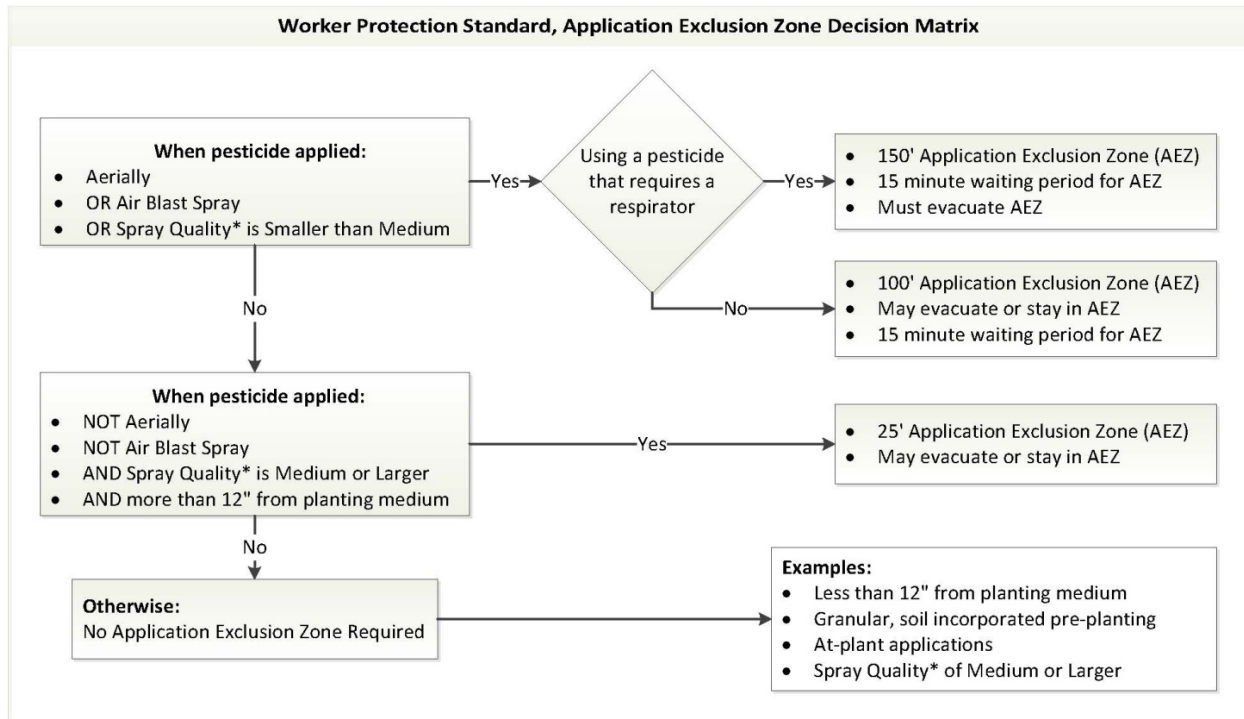 Worker Protection Standard, Application Exclusion Zone Decision Matrix
When pesticide applied:
• Aerially
• OR Air Blast Spray
• OR Spray Quality* is Smaller than Medium
Yes
Using a pesticide
that requires a
respirator
Yes
• 150' Application Exclusion Zone (AEZ)
• 15 minute waiting period for AEZ
• Must evacuate AEZ
No
• 100' Application Exclusion Zone (AEZ)
• May evacuate or stay in AEZ
• 15 minute waiting period for AEZ
No
When pesticide applied:
• NOT Aerially
• NOT Air Blast Spray
• AND Spray Quality* is Medium or Larger
• AND more than 12" from planting medium
Yes
• 25' Application Exclusion Zone (AEZ)
• May evacuate or stay in AEZ
No
Otherwise:
No Application Exclusion Zone Required
Examples:
• Less than 12" from planting medium
• Granular, soil incorporated pre-planting
• At-plant applications
• Spray Quality* of Medium or Larger